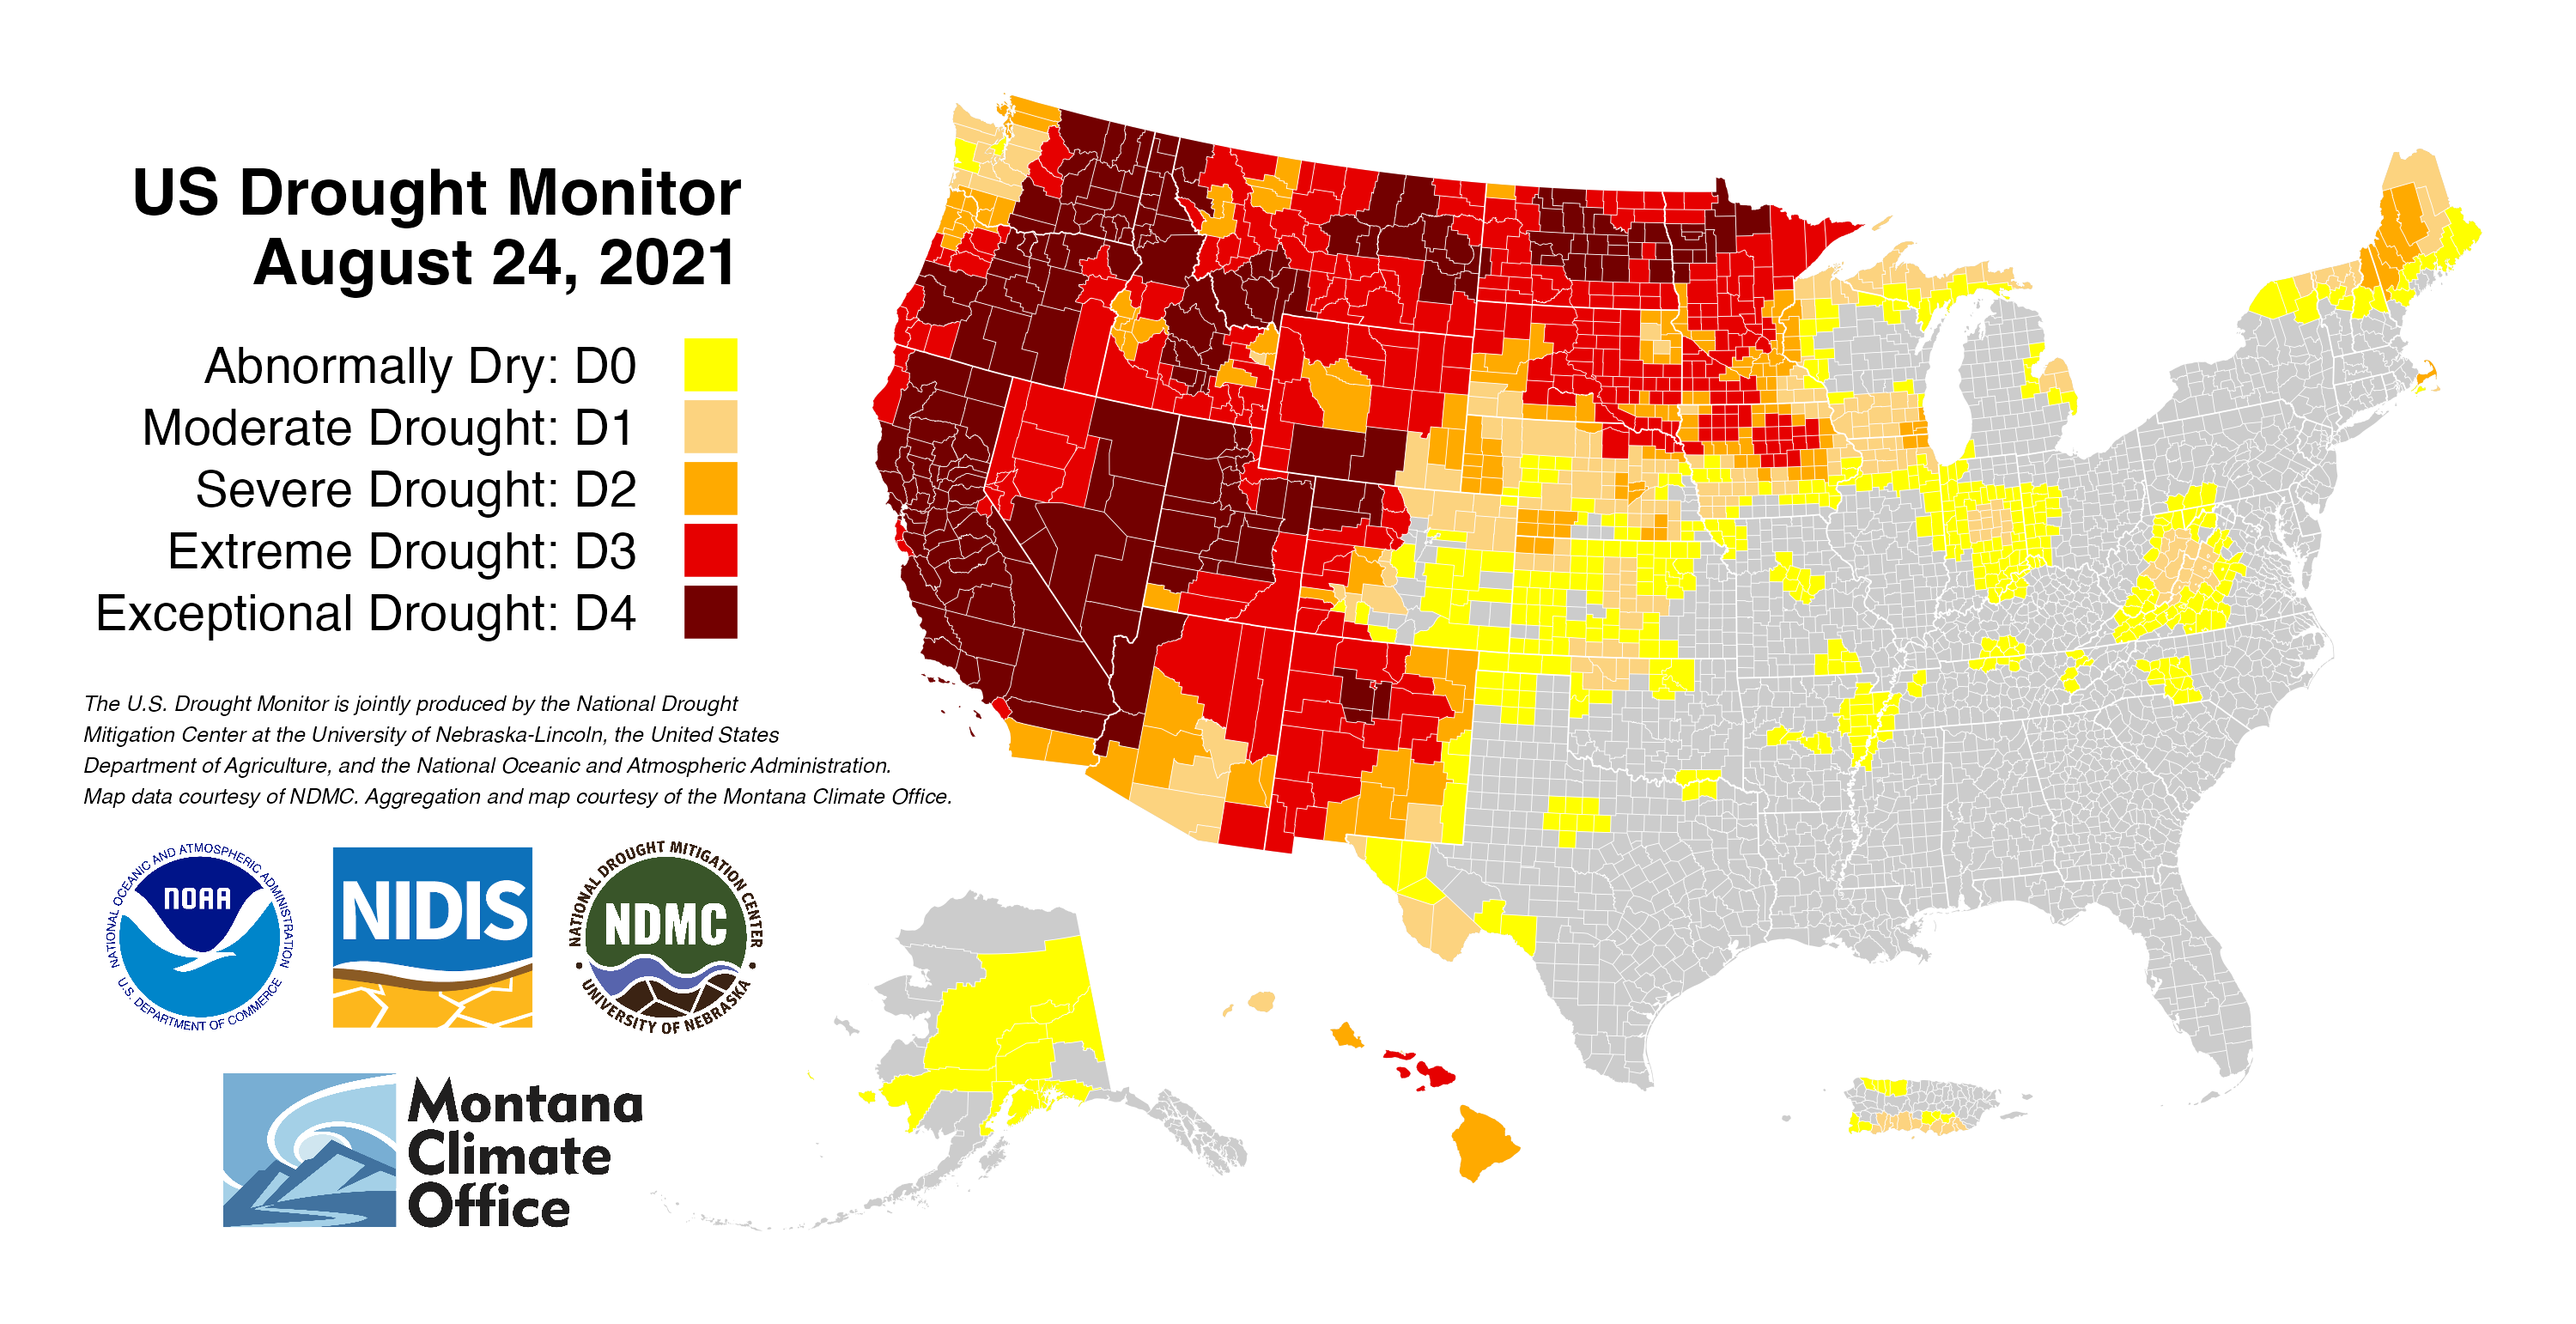 US Drought Monitor
August 24, 2021
Abnormally Dry: D0
Moderate Drought: D1
Severe Drought: D2
Extreme Drought: D3
Exceptional Drought: D4
The U.S. Drought Monitor is jointly produced by the National Drought
Mitigation Center at the University of Nebraska-Lincoln, the United States
Department of Agriculture, and the National Oceanic and Atmospheric Administration.
Map data courtesy of NDMC. Aggregation and map courtesy of the Montana Climate Office.
NATIONAL OCEANIC AND ATMOSPHERIC ADMINISTRATION
NOAA
U.S. DEPARTMENT OF COMMERCE
NIDIS
NATIONAL DROUGHT MITIGATION CENTER
NDMC
UNIVERSITY OF NEBRASKA
Montana
Climate
Office